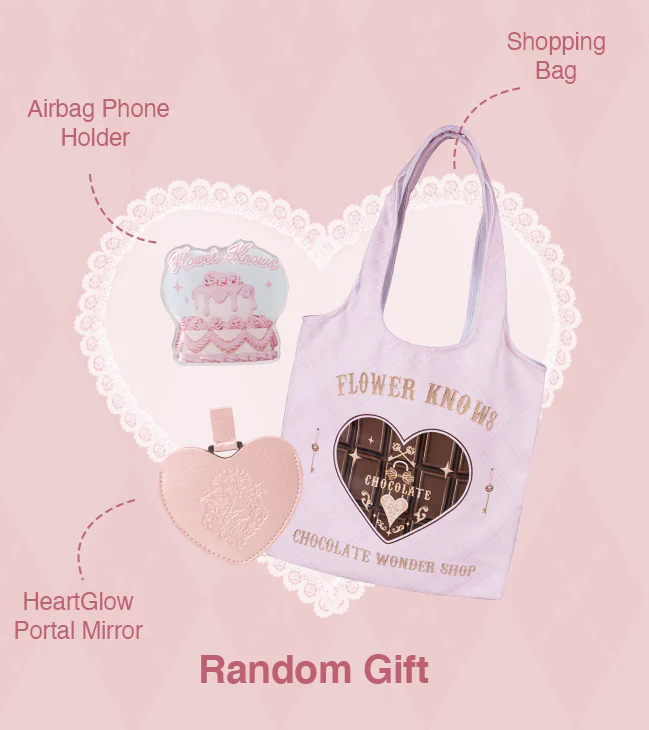 Shopping
Bag
Airbag Phone
Holder
Flower Knows
FLOWER KNOWS
CHOCOLATE
CHOCOLATE WONDER SHOP
HeartGlow
Portal Mirror
Random Gift